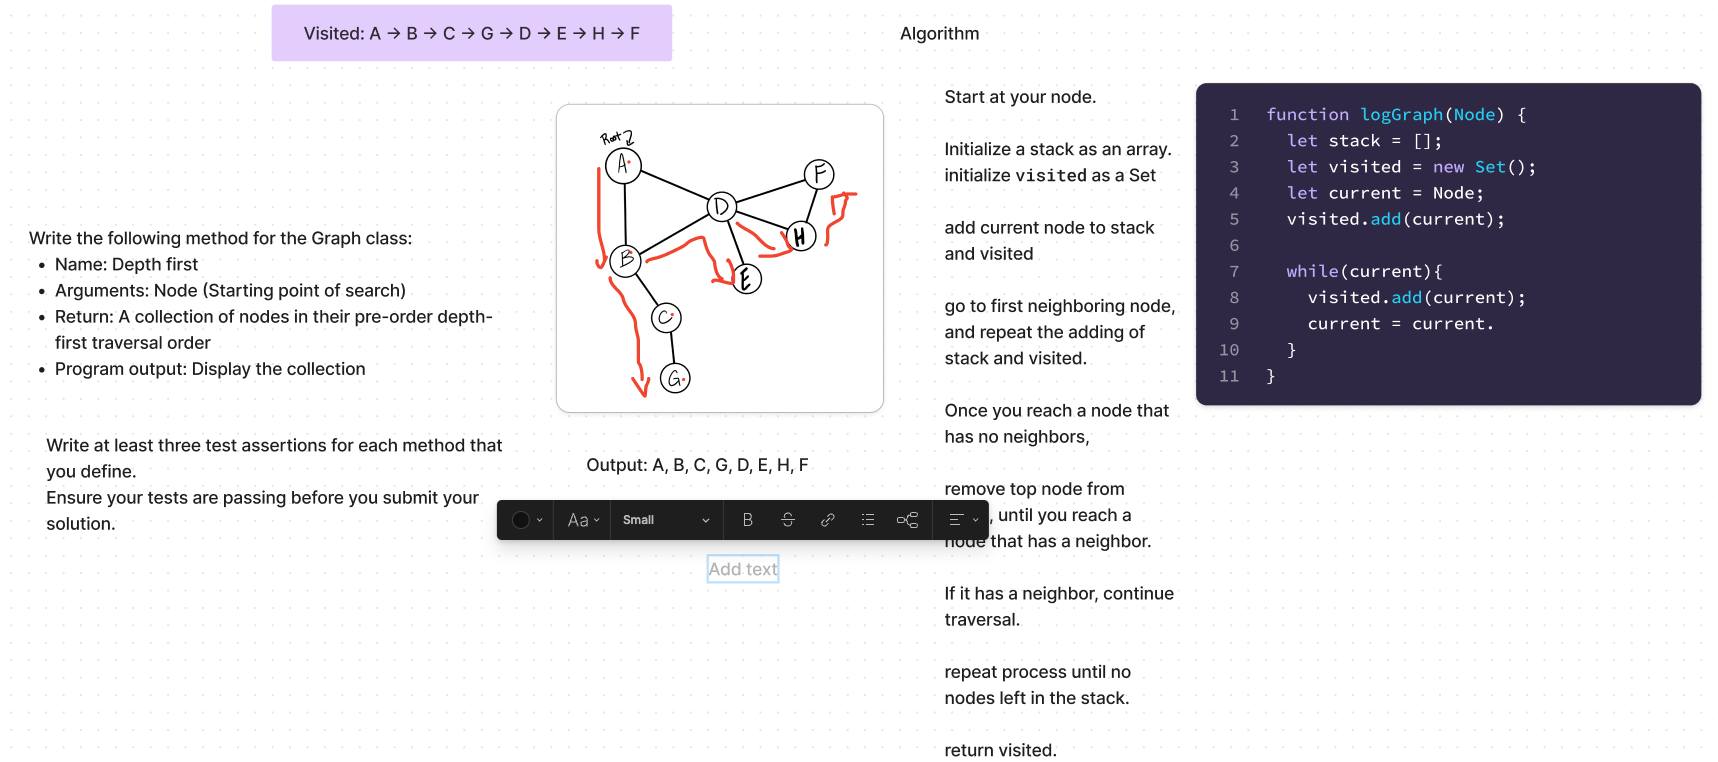 Visited: A → B → C → G → D → E → H → F
Write the following method for the Graph class:
• Name: Depth first
• Arguments: Node (Starting point of search)
• Return: A collection of nodes in their pre-order depth-
first traversal order
• Program output: Display the collection
Write at least three test assertions for each method that
you define.
Ensure your tests are passing before you submit your
solution.
Root
A
F
D
H
B
E
C
G
Output: A, B, C, G, D, E, H, F
Aa
Small
B
S
Add text
Algorithm
Start at your node.
Initialize a stack as an array.
initialize visited as a Set
add current node to stack
and visited
go to first neighboring node,
and repeat the adding of
stack and visited.
Once you reach a node that
has no neighbors,
remove top node from
, until you reach a
node that has a neighbor.
If it has a neighbor, continue
traversal.
repeat process until no
nodes left in the stack.
return visited.
1 function logGraph(Node) {
2 let stack = [];
3 let visited = new Set();
4 let current = Node;
5 visited.add(current);
6
7 while(current){
8 visited.add(current);
9 current = current.
10 }
11 }